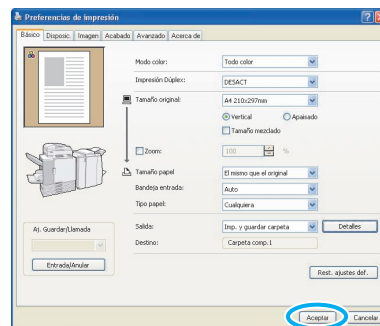 Preferencias de impresión
Básico Disposic. Imagen Acabado Avanzado Acerca de
Modo color: Todo color
Impresión Dúplex: DESACT
Tamaño original: A4 210x297mm
Vertical Apaisado
Tamaño mezclado
Zoom: 100 %
Tamaño papel El mismo que el original
Bandeja entrada: Auto
Tipo papel: Cualquiera
Aj. Guardar/Llamada
Entrada/Anular
Salida: Imp. y guardar carpeta Detalles
Destino: Carpeta comp.1
Rest. ajustes def.
Aceptar Cancelar